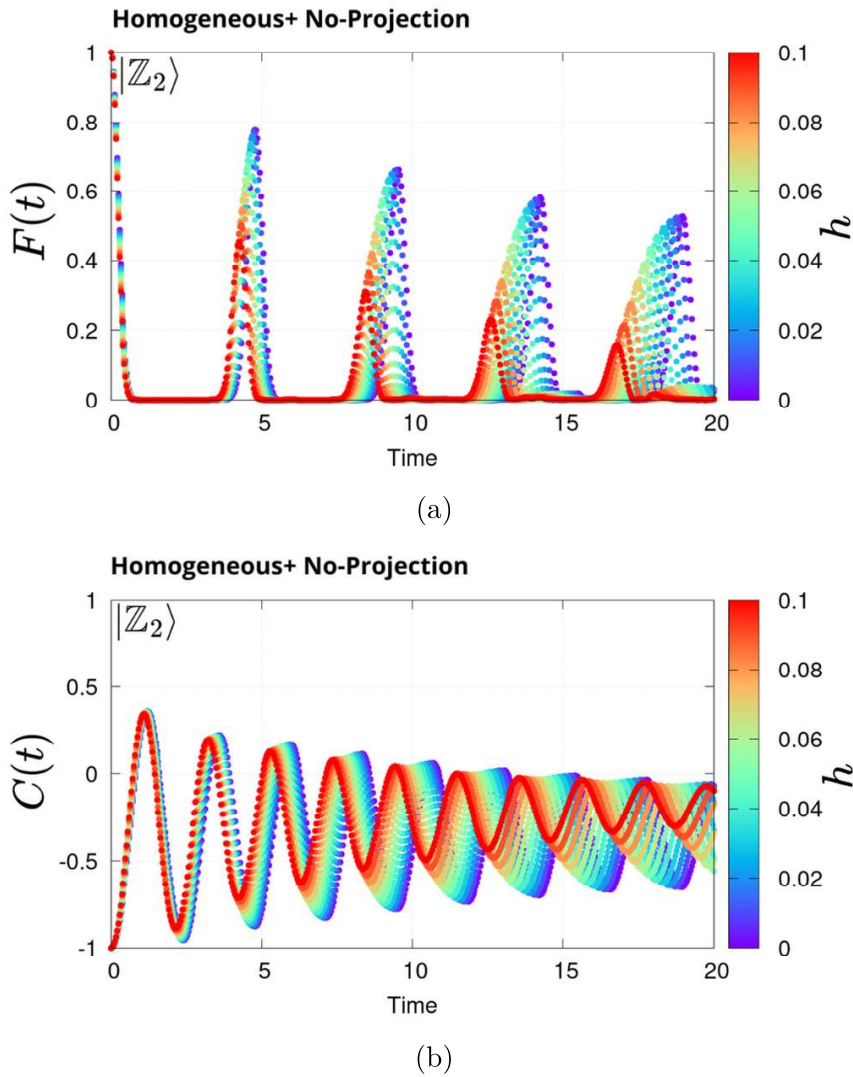 Homogeneous+ No-Projection
|ℤ₂⟩
1
0.8
0.6
0.4
0.2
0
F(t)
0 5 10 15 20
Time
0.1
0.08
0.06
0.04
0.02
0
h
(a)
Homogeneous+ No-Projection
|ℤ₂⟩
1
0.5
0
-0.5
-1
C(t)
0 5 10 15 20
Time
0.1
0.08
0.06
0.04
0.02
0
h
(b)